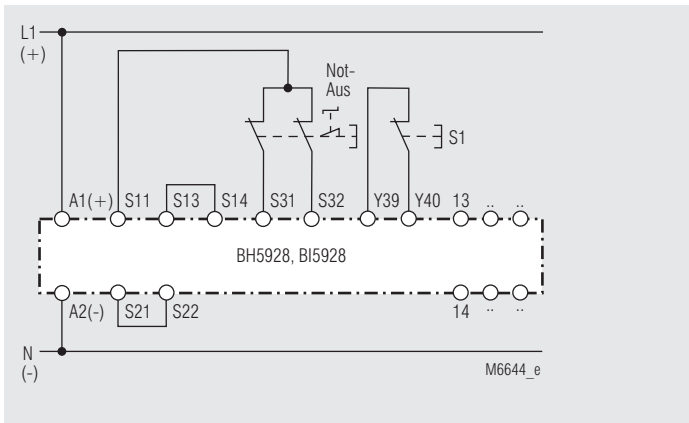 L1
(+)
Not-
Aus
S1
A1(+) S11 S13 S14 S31 S32 Y39 Y40 13 .. ..
BH5928, BI5928
A2(-) S21 S22 14 .. ..
N
(-)
M6644_e